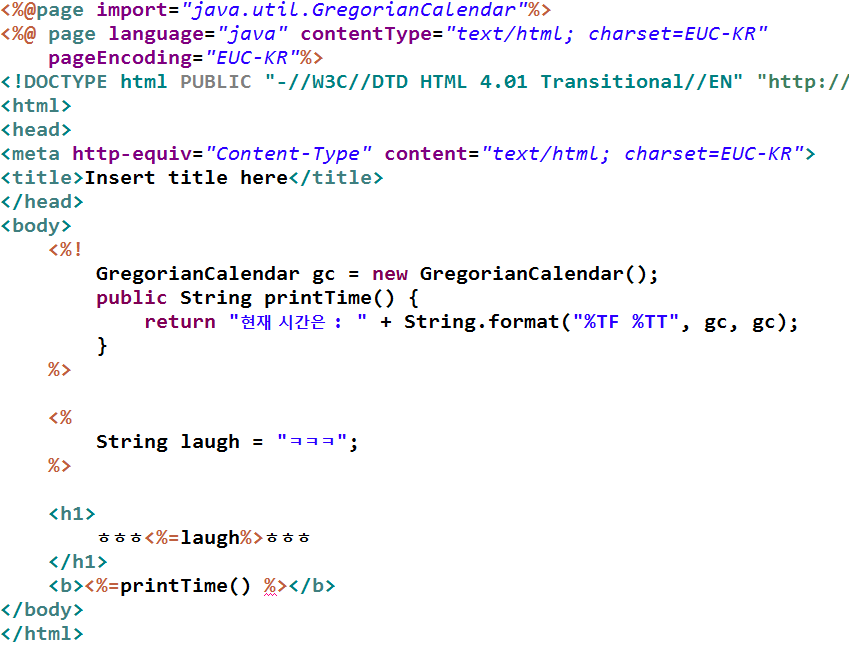 <%@page import="java.util.GregorianCalendar"%>
<%@ page language="java" contentType="text/html; charset=EUC-KR"
    pageEncoding="EUC-KR"%>
<!DOCTYPE html PUBLIC "-//W3C//DTD HTML 4.01 Transitional//EN" "http://
<html>
<head>
<meta http-equiv="Content-Type" content="text/html; charset=EUC-KR">
<title>Insert title here</title>
</head>
<body>
    <%!
        GregorianCalendar gc = new GregorianCalendar();
        public String printTime() {
            return "현재 시간은 : " + String.format("%TF %TT", gc, gc);
        }
    %>
    <%
        String laugh = "ㅋㅋㅋ";
    %>
    <h1>
        ㅎㅎㅎ<%=laugh%>ㅎㅎㅎ
    </h1>
    <b><%=printTime() %></b>
</body>
</html>